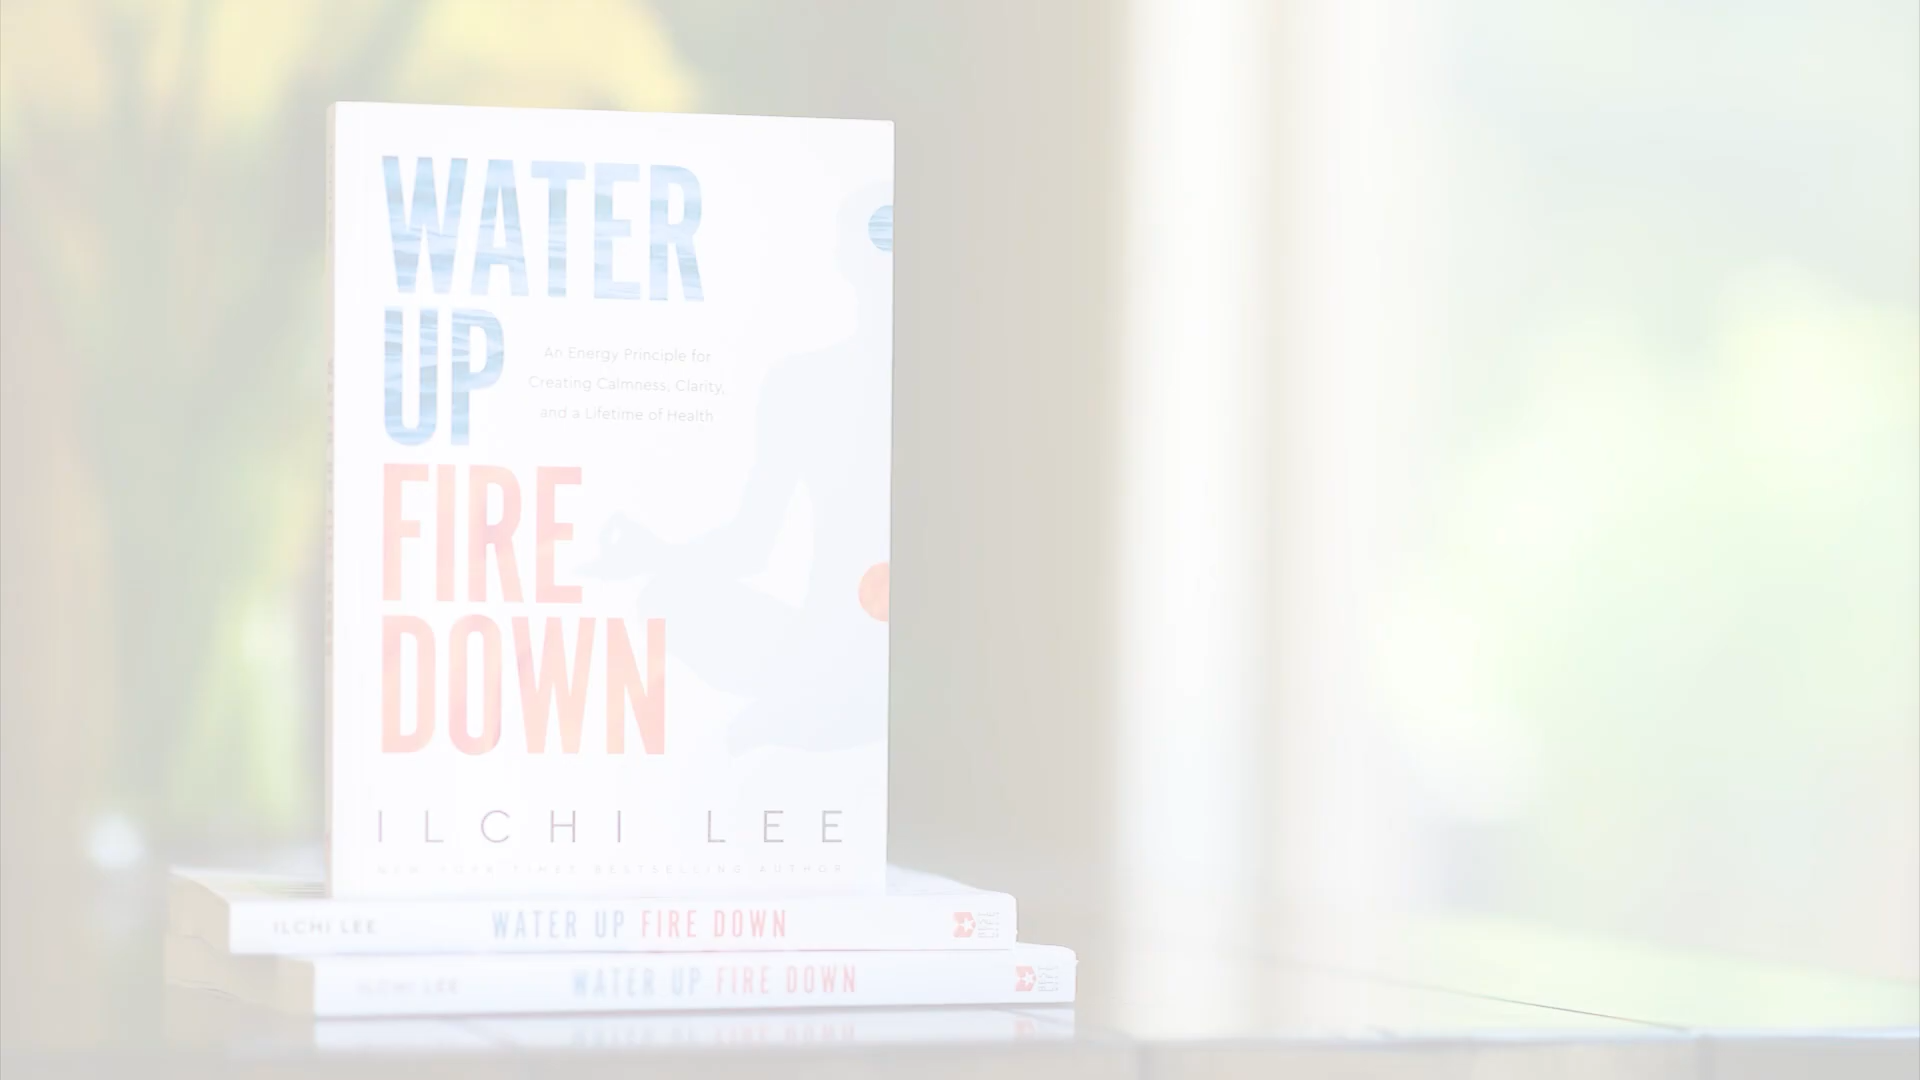 WATER
UP
An Energy Principle for
Creating Calmness, Clarity,
and a Lifetime of Health
FIRE
DOWN
ILCHI LEE
NEW YORK TIMES BESTSELLING AUTHOR
ILCHI LEE WATER UP FIRE DOWN
ILCHI LEE WATER UP FIRE DOWN